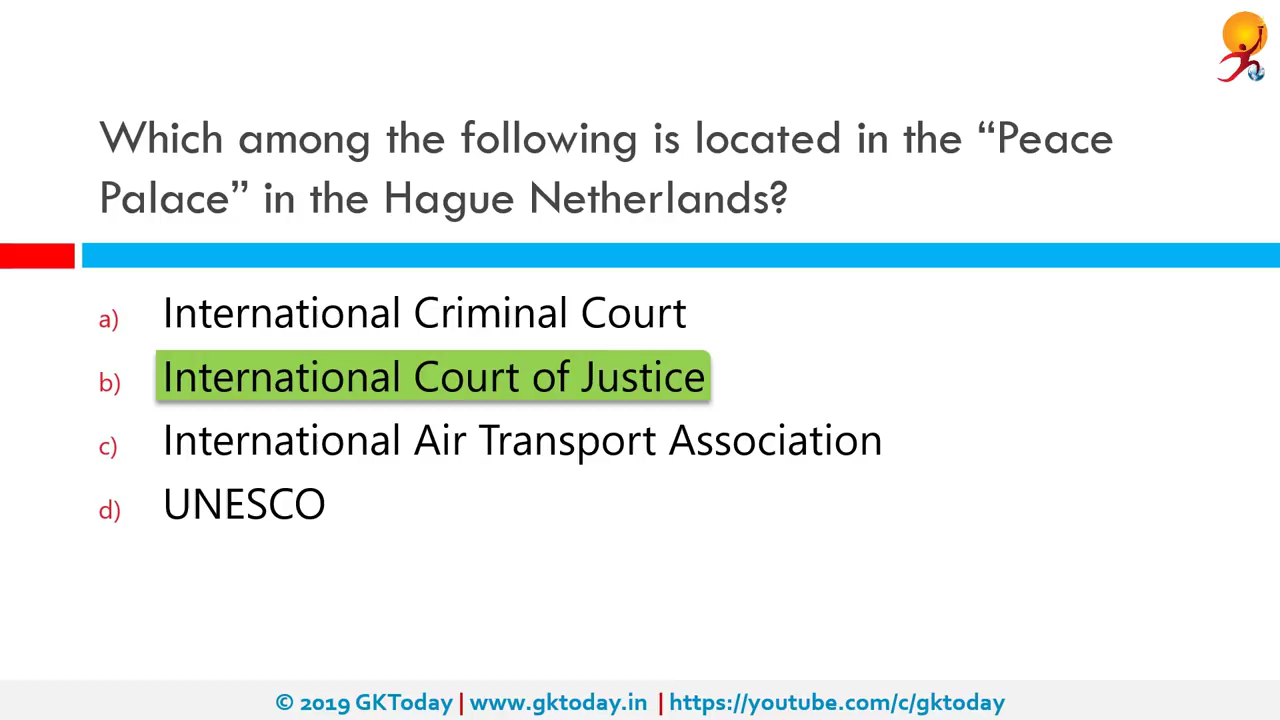 Which among the following is located in the “Peace
Palace” in the Hague Netherlands?
a) International Criminal Court
b) International Court of Justice
c) International Air Transport Association
d) UNESCO
© 2019 GKToday | www.gktoday.in | https://youtube.com/c/gktoday